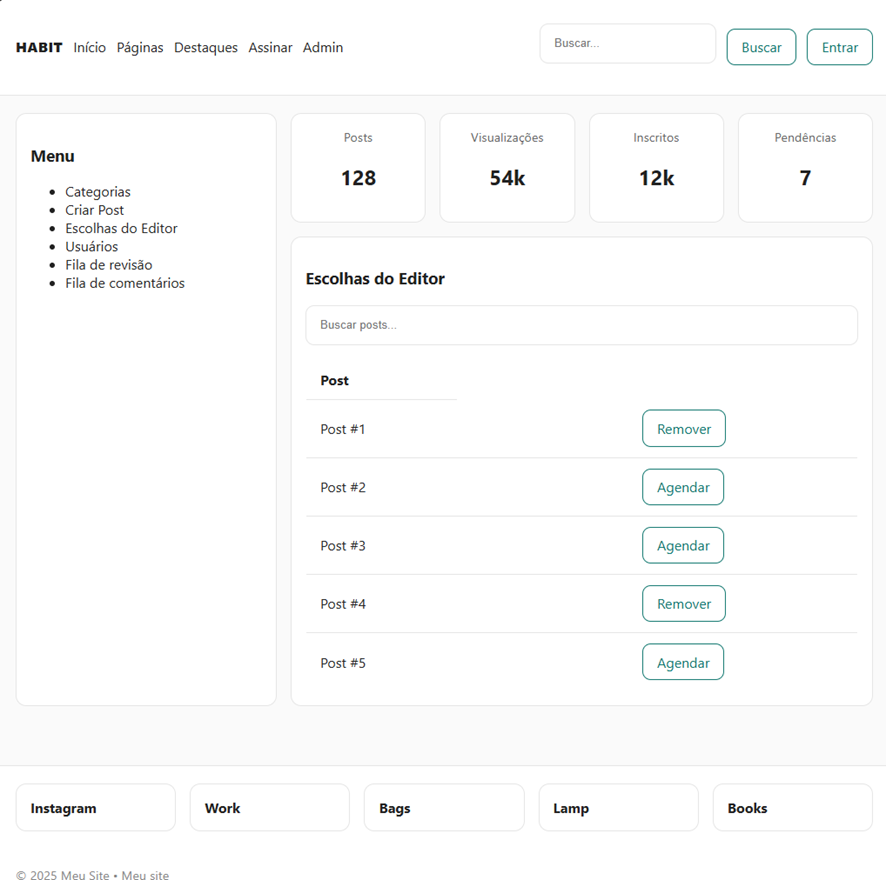 HABIT Início Páginas Destaques Assinar Admin Buscar... Buscar Entrar
Menu
Categorias
Criar Post
Escolhas do Editor
Usuários
Fila de revisão
Fila de comentários
Posts Visualizações Inscritos Pendências
128 54k 12k 7
Escolhas do Editor
Buscar posts...
Post
Post #1 Remover
Post #2 Agendar
Post #3 Agendar
Post #4 Remover
Post #5 Agendar
Instagram Work Bags Lamp Books
© 2025 Meu Site • Meu site